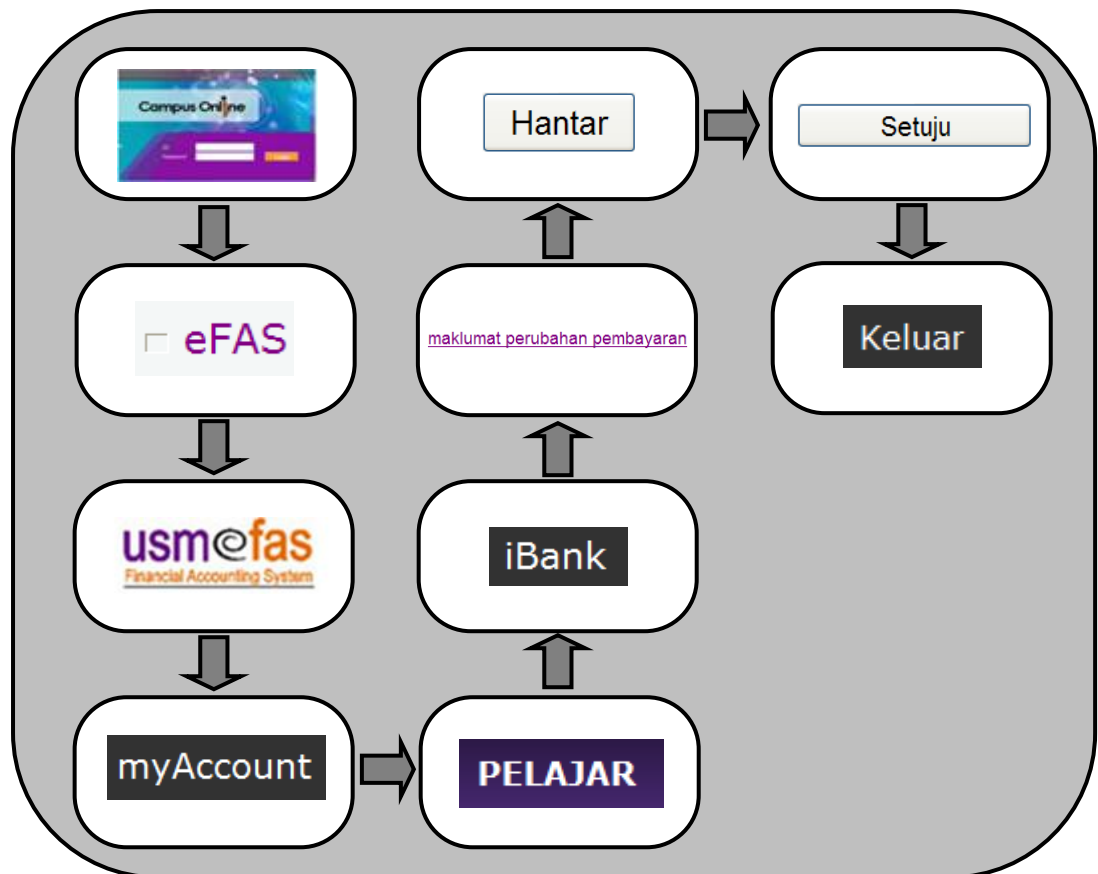 Campus Online
eFAS
usmefas
Financial Accounting System
myAccount
PELAJAR
iBank
maklumat perubahan pembayaran
Hantar
Setuju
Keluar